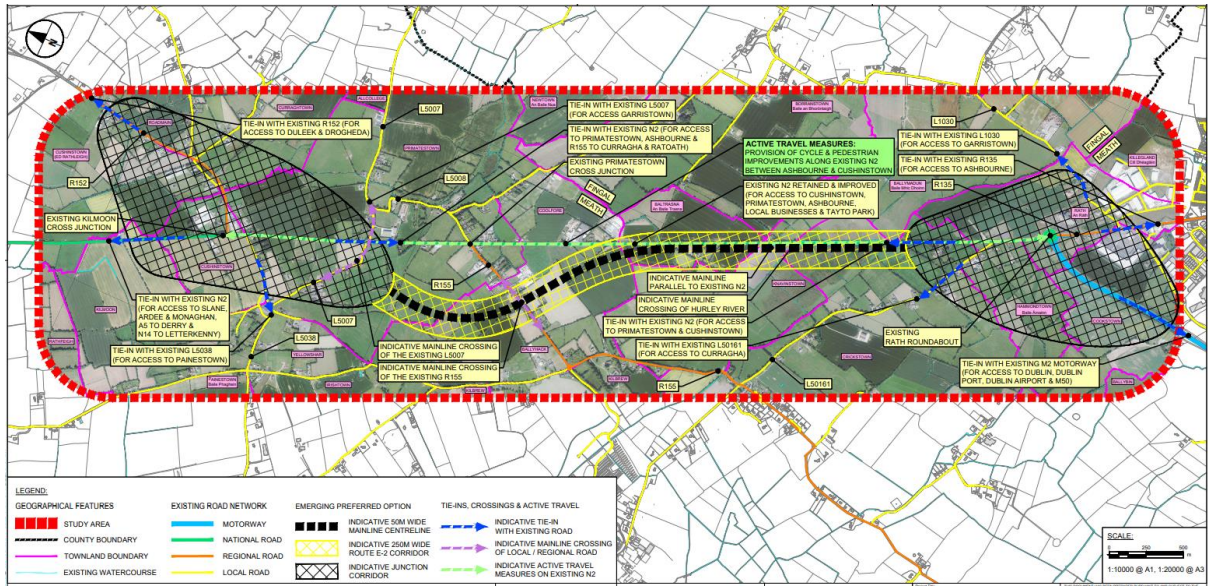 N
CURRAGHTOWN
NEWTOWN
ROADMAIN
CUSHINSTOWN
TIE-IN WITH EXISTING R152 (FOR
ACCESS TO DULEEK & DROGHEDA)
L5007
PRIMATESTOWN
TIE-IN WITH EXISTING L5007
(FOR ACCESS GARRISTOWN)
TIE-IN WITH EXISTING N2 (FOR ACCESS
TO PRIMATESTOWN, ASHBOURNE &
R155 TO CURRAGHA & RATOATH)
EXISTING PRIMATESTOWN
CROSS JUNCTION
ACTIVE TRAVEL MEASURES:
PROVISION OF CYCLE & PEDESTRIAN
IMPROVEMENTS ALONG EXISTING N2
BETWEEN ASHBOURNE & CUSHINSTOWN
EXISTING N2 RETAINED & IMPROVED
(FOR ACCESS TO CUSHINSTOWN,
PRIMATESTOWN, ASHBOURNE,
LOCAL BUSINESSES & TAYTO PARK)
L1030
TIE-IN WITH EXISTING L1030
(FOR ACCESS TO GARRISTOWN)
TIE-IN WITH EXISTING R135
(FOR ACCESS TO ASHBOURNE)
R135
FINGAL
MEATH
R152
L5008
FINGAL
MEATH
COOLFORE
EXISTING KILMOON
CROSS JUNCTION
CUSHINSTOWN
TIE-IN WITH EXISTING N2
(FOR ACCESS TO SLANE,
ARDEE & MONAGHAN,
A5 TO DERRY &
N14 TO LETTERKENNY)
TIE-IN WITH EXISTING L5038
(FOR ACCESS TO PAINESTOWN)
KILMOON
L5007
L5038
YELLOWSHAR
R155
INDICATIVE MAINLINE CROSSING
OF THE EXISTING L5007
INDICATIVE MAINLINE CROSSING
OF THE EXISTING R155
INDICATIVE MAINLINE
PARALLEL TO EXISTING N2
INDICATIVE MAINLINE
CROSSING OF HURLEY RIVER
TIE-IN WITH EXISTING N2 (FOR ACCESS
TO PRIMATESTOWN & CUSHINSTOWN)
TIE-IN WITH EXISTING L50161
(FOR ACCESS TO CURRAGHA)
R155
L50161
EXISTING
RATH ROUNDABOUT
TIE-IN WITH EXISTING M2 MOTORWAY
(FOR ACCESS TO DUBLIN, DUBLIN
PORT, DUBLIN AIRPORT & M50)
LEGEND:
GEOGRAPHICAL FEATURES
STUDY AREA
COUNTY BOUNDARY
TOWNLAND BOUNDARY
EXISTING WATERCOURSE
EXISTING ROAD NETWORK
MOTORWAY
NATIONAL ROAD
REGIONAL ROAD
LOCAL ROAD
EMERGING PREFERRED OPTION
INDICATIVE 50M WIDE
MAINLINE CENTRELINE
INDICATIVE 250M WIDE
ROUTE E-2 CORRIDOR
INDICATIVE JUNCTION
CORRIDOR
TIE-INS, CROSSINGS & ACTIVE TRAVEL
INDICATIVE TIE-IN
WITH EXISTING ROAD
INDICATIVE MAINLINE CROSSING
OF LOCAL / REGIONAL ROAD
INDICATIVE ACTIVE TRAVEL
MEASURES ON EXISTING N2
SCALE:
0 250 500 m
1:10000 @ A1, 1:20000 @ A3